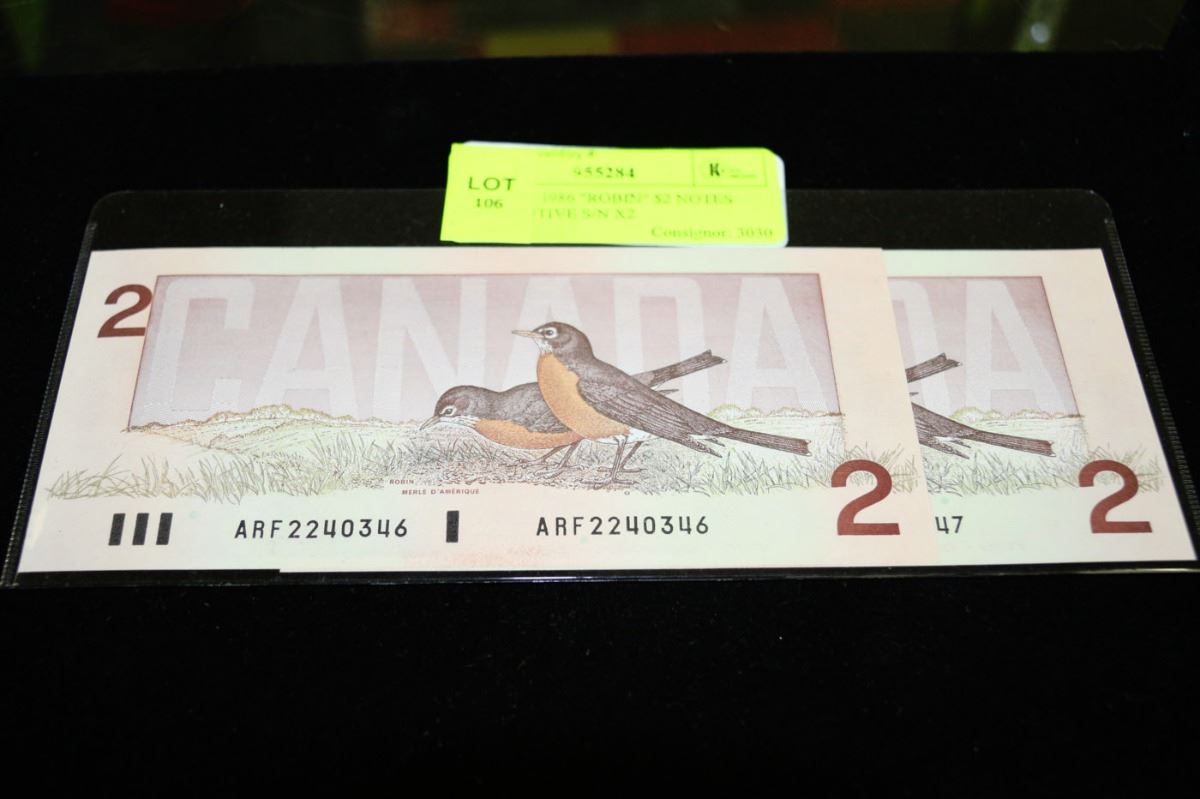 955284
LOT
106
1986 "ROBIN" $2 NOTES
TIVE S/N X2
Consignor: 3030
CANADA
2
ROBIN
MERLE D'AMÉRIQUE
ARF2240346 ARF2240346
2
DA
47
2